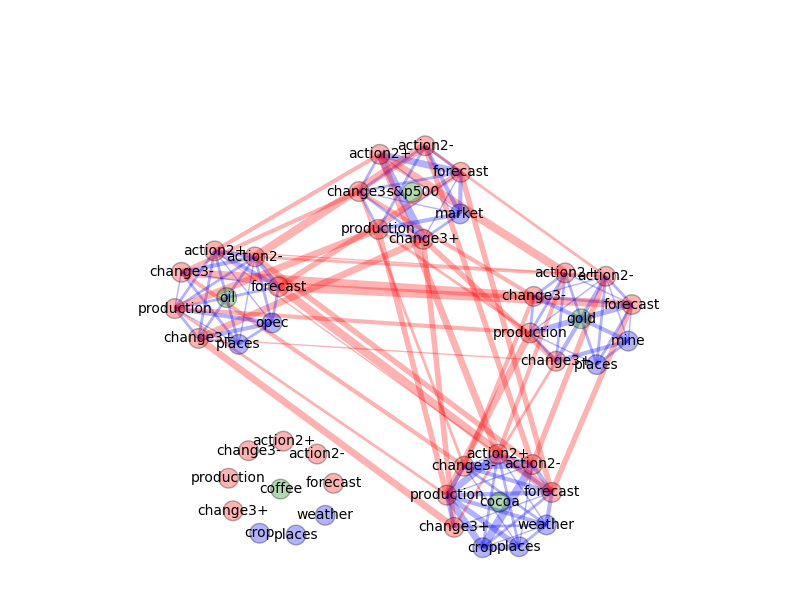 action2-
action2+
forecast
change3-
s&p500
market
production
change3+
action2+
action2-
change3-
forecast
oil
production
opec
change3+
places
action2+
action2-
change3-
forecast
gold
production
mine
change3+
places
action2+
change3-
action2-
production
forecast
coffee
change3+
weather
crop
places
action2+
change3-
action2-
production
forecast
cocoa
change3+
weather
crop
places